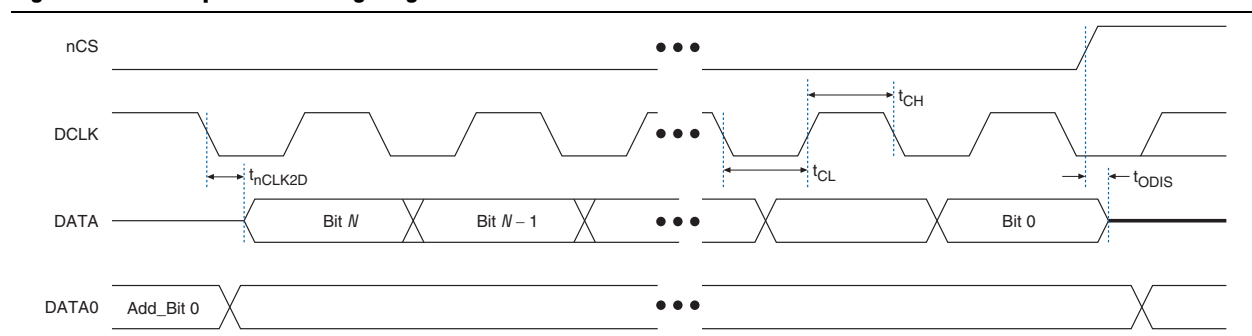 nCS
DCLK
tCH
tCL
tnCLK2D
tODIS
DATA
Bit N
Bit N – 1
Bit 0
DATA0
Add_Bit 0